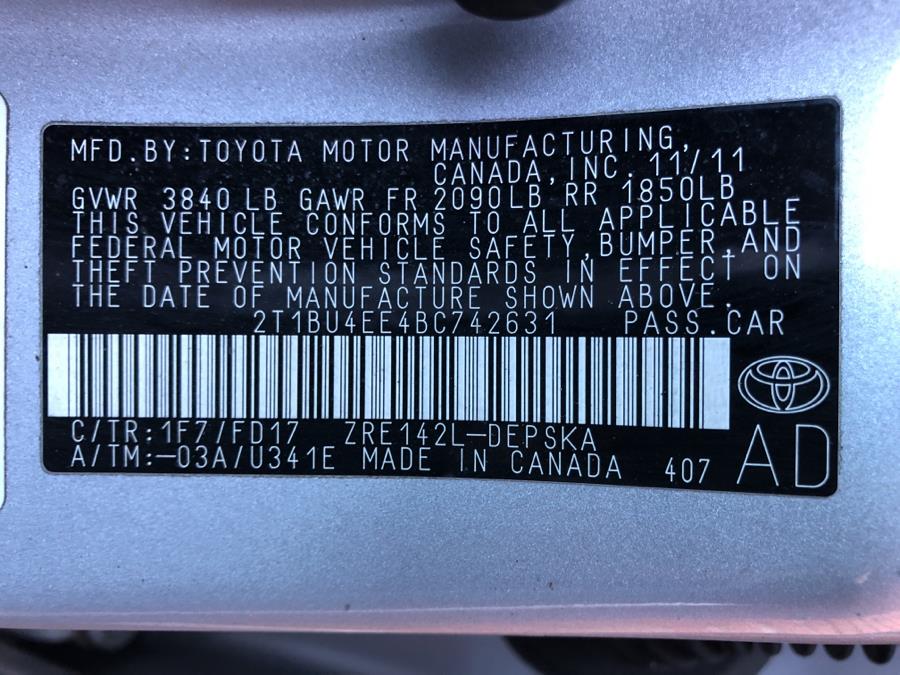 MFD.BY:TOYOTA MOTOR MANUFACTURING,
CANADA,INC. 11/11
GVWR 3840 LB GAWR FR 2090LB RR 1850LB
THIS VEHICLE CONFORMS TO ALL APPLICABLE
FEDERAL MOTOR VEHICLE SAFETY,BUMPER,AND
THEFT PREVENTION STANDARDS IN EFFECT ON
THE DATE OF MANUFACTURE SHOWN ABOVE.
2T1BU4EE4BC742631 PASS.CAR
C/TR:1F7/FD17 ZRE142L-DEPSKA
A/TM:-03A/U341E MADE IN CANADA 407 AD